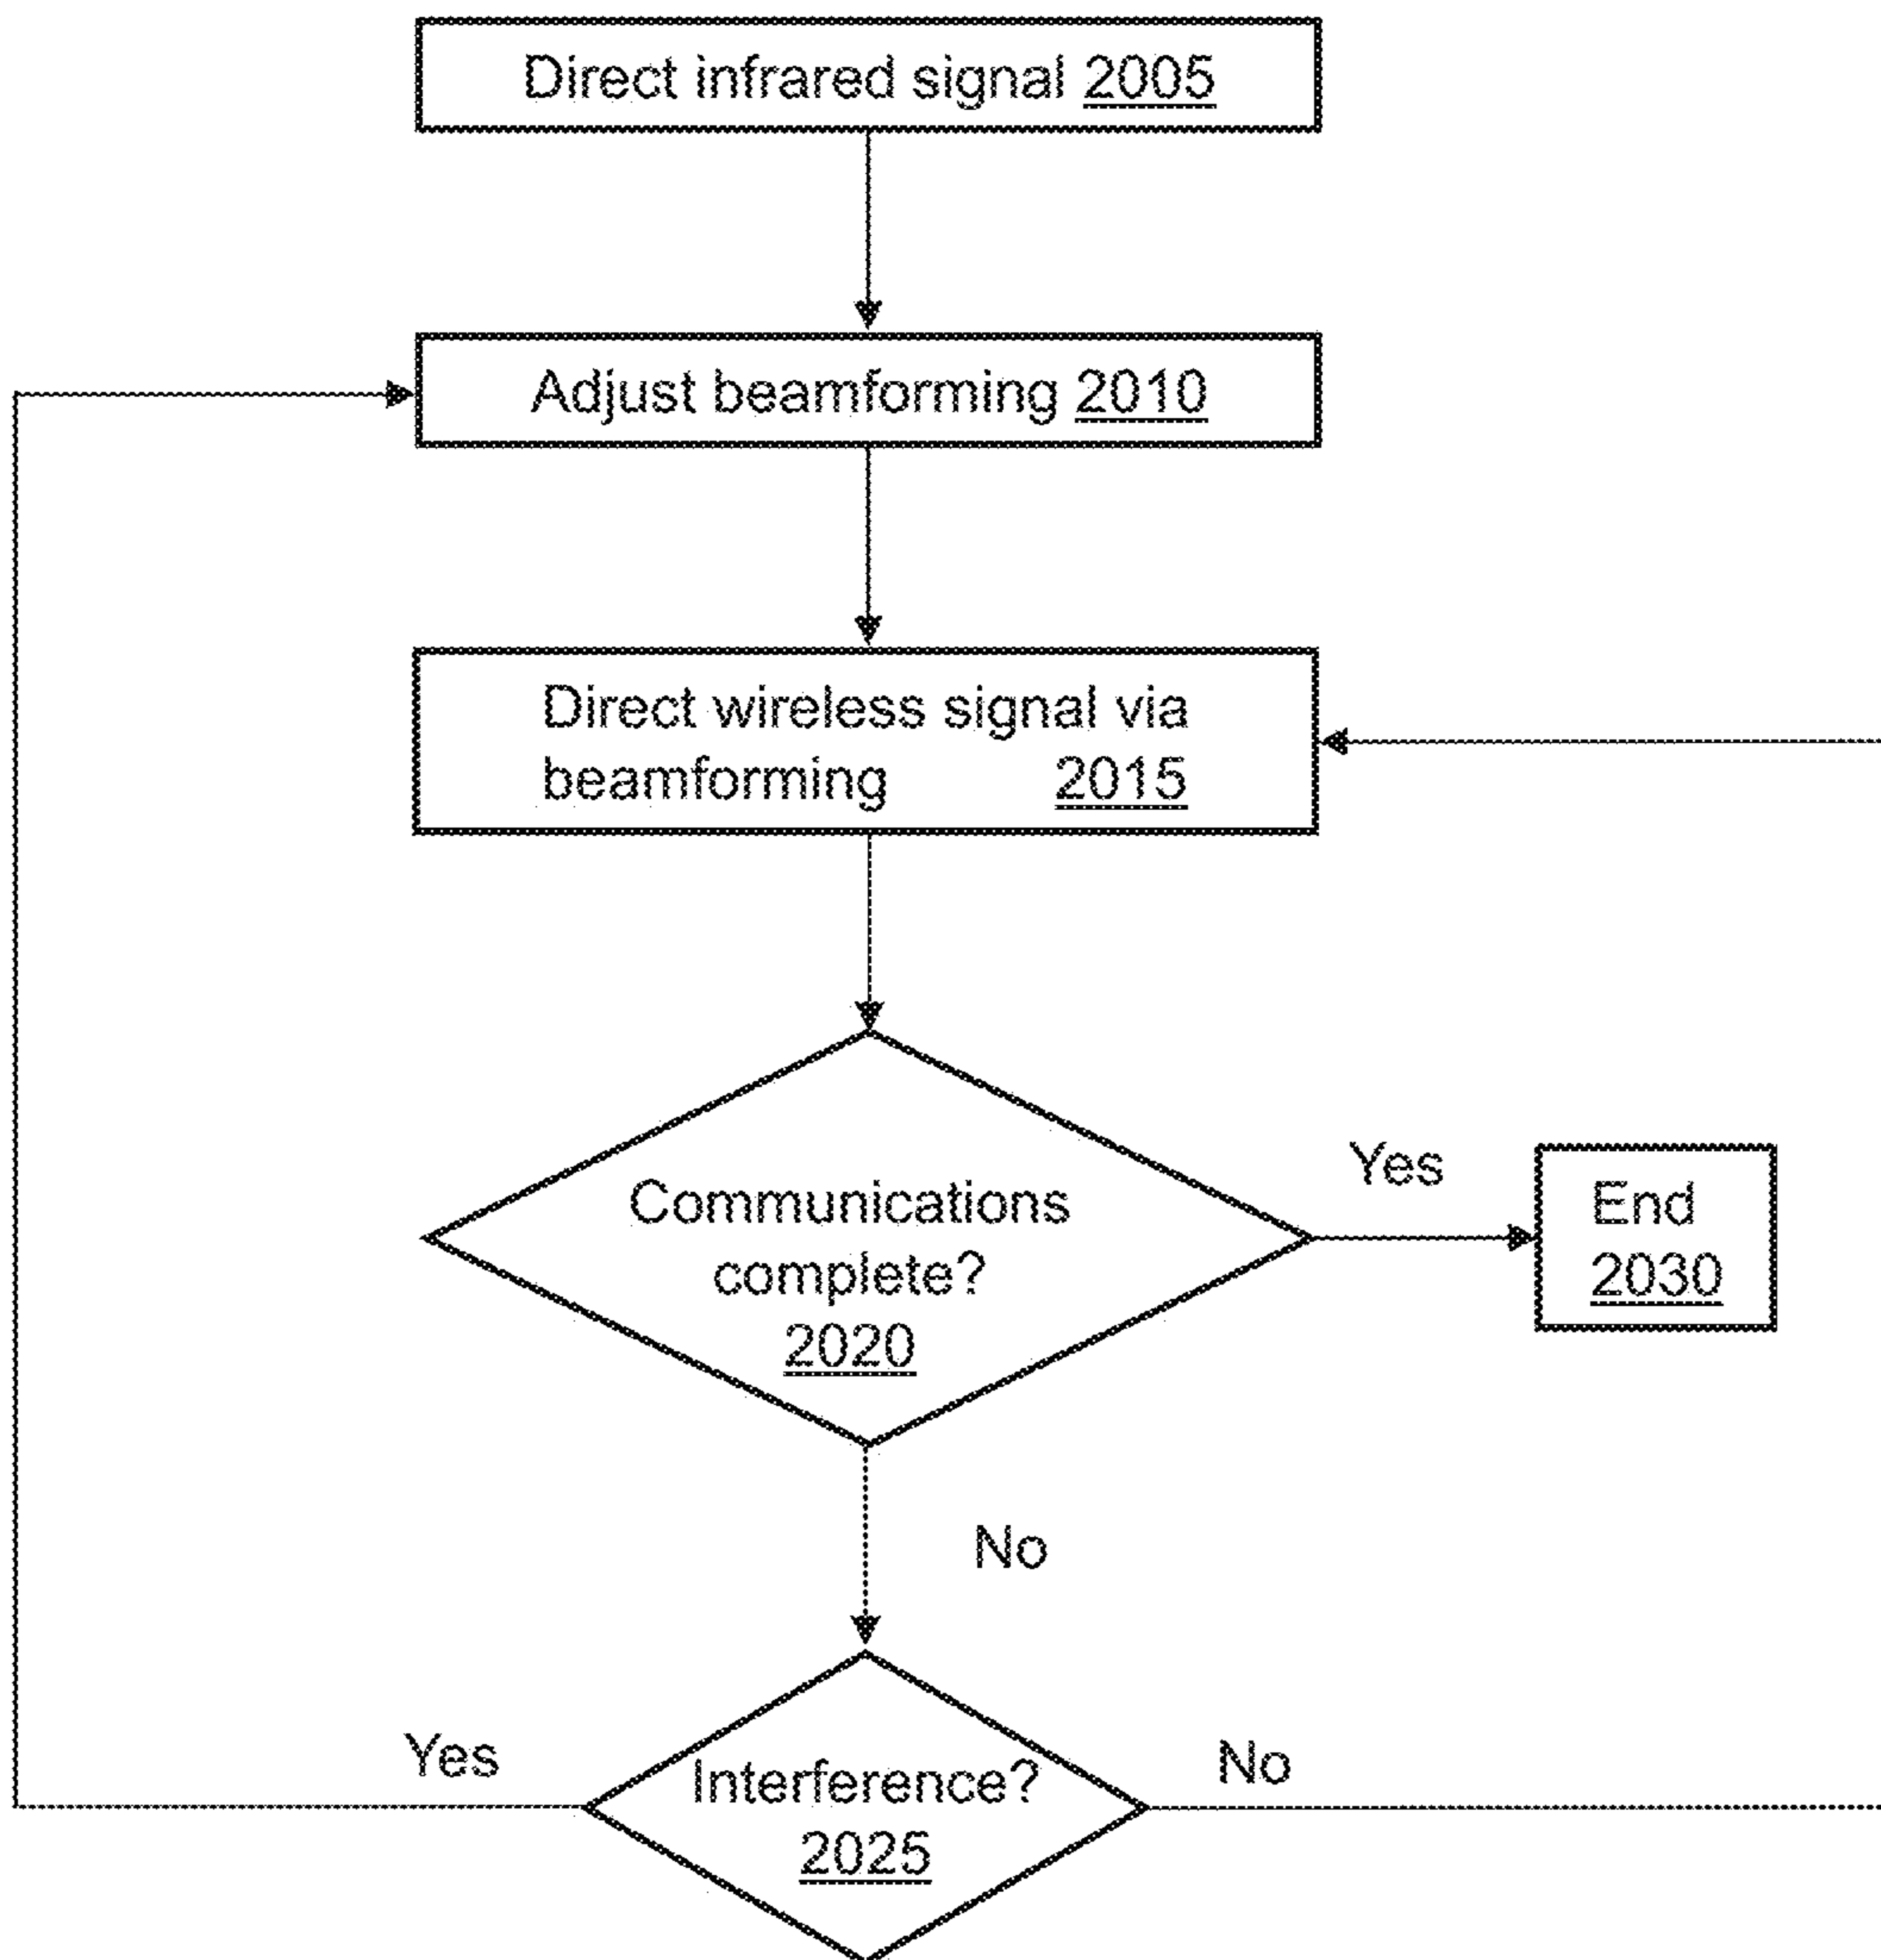 Direct infrared signal 2005
Adjust beamforming 2010
Direct wireless signal via
beamforming 2015
Communications
complete?
2020
Yes
End
2030
No
Yes
Interference?
2025
No